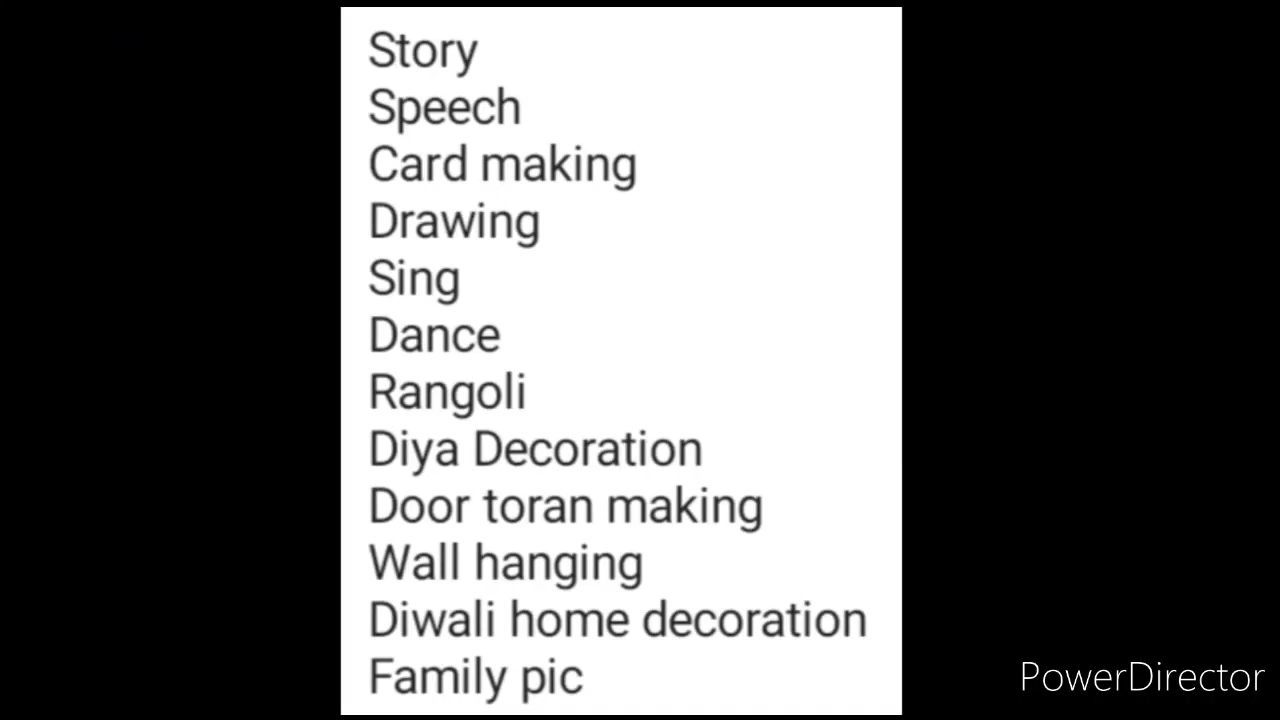 Story
Speech
Card making
Drawing
Sing
Dance
Rangoli
Diya Decoration
Door toran making
Wall hanging
Diwali home decoration
Family pic
PowerDirector